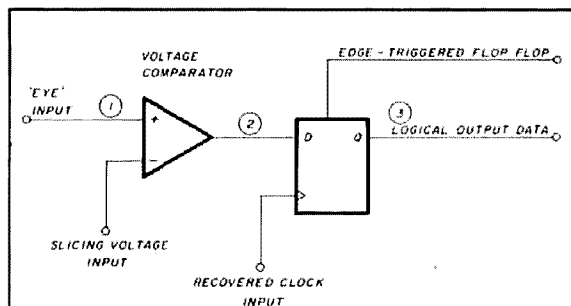 VOLTAGE
COMPARATOR
EDGE-TRIGGERED FLOP FLOP
'EYE'
INPUT
1
+
2
D
Q
3
LOGICAL OUTPUT DATA
−
SLICING VOLTAGE
INPUT
RECOVERED CLOCK
INPUT